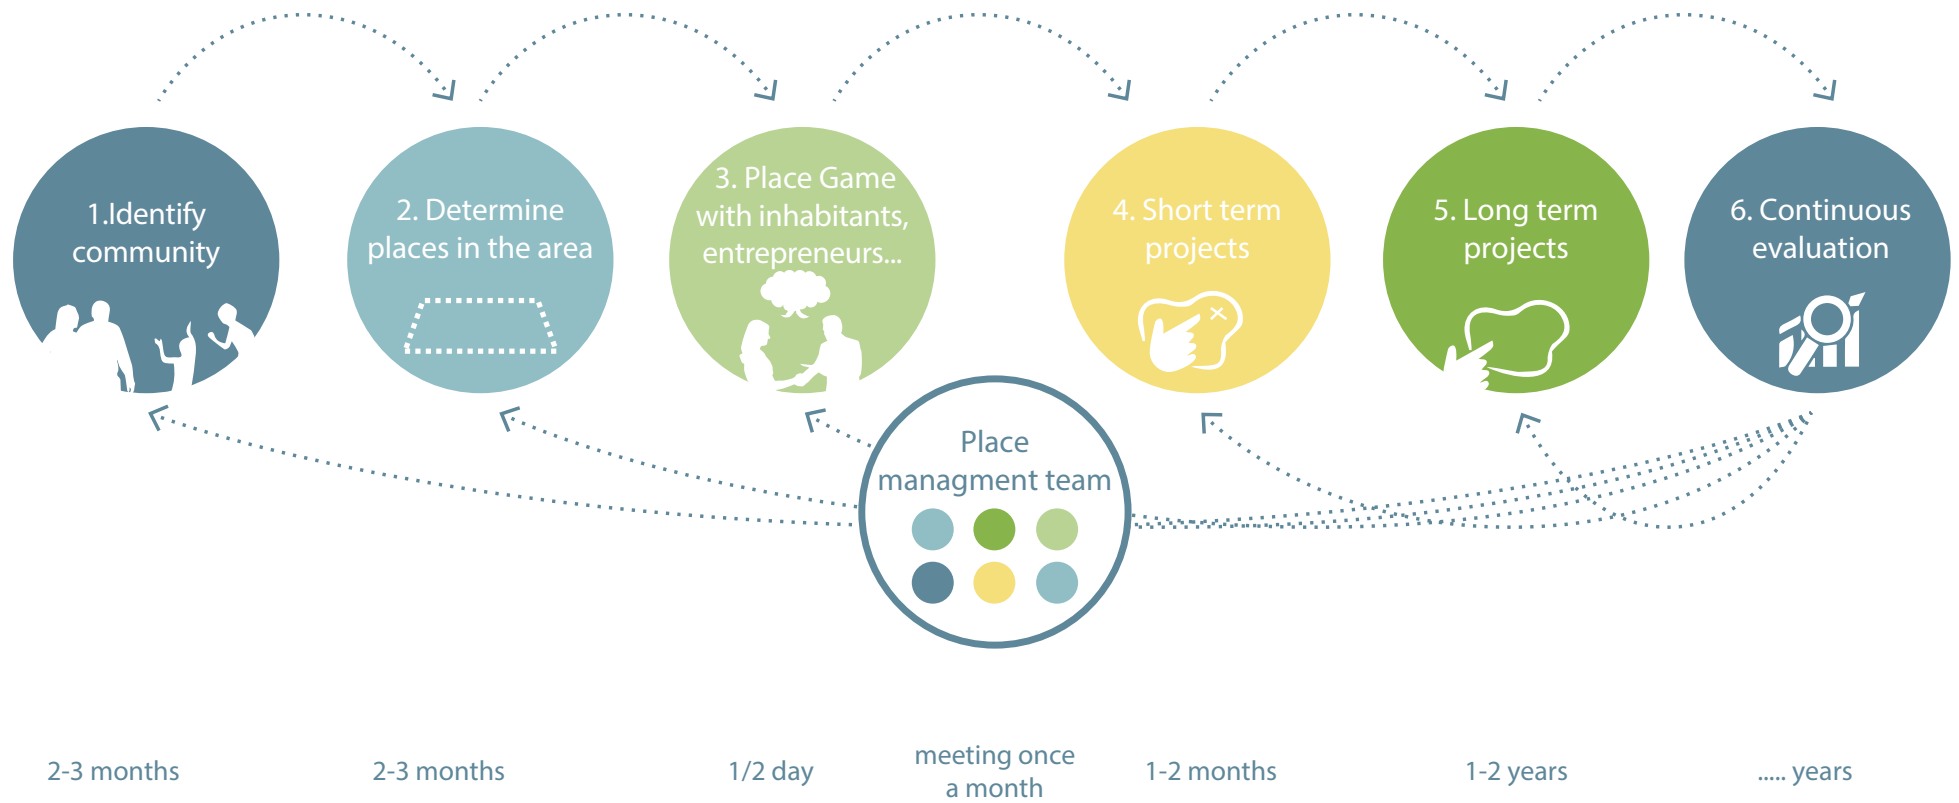 1.Identify
community
2. Determine
places in the area
3. Place Game
with inhabitants,
entrepreneurs...
4. Short term
projects
5. Long term
projects
6. Continuous
evaluation
Place
managment team
2-3 months
2-3 months
1/2 day
meeting once
a month
1-2 months
1-2 years
..... years